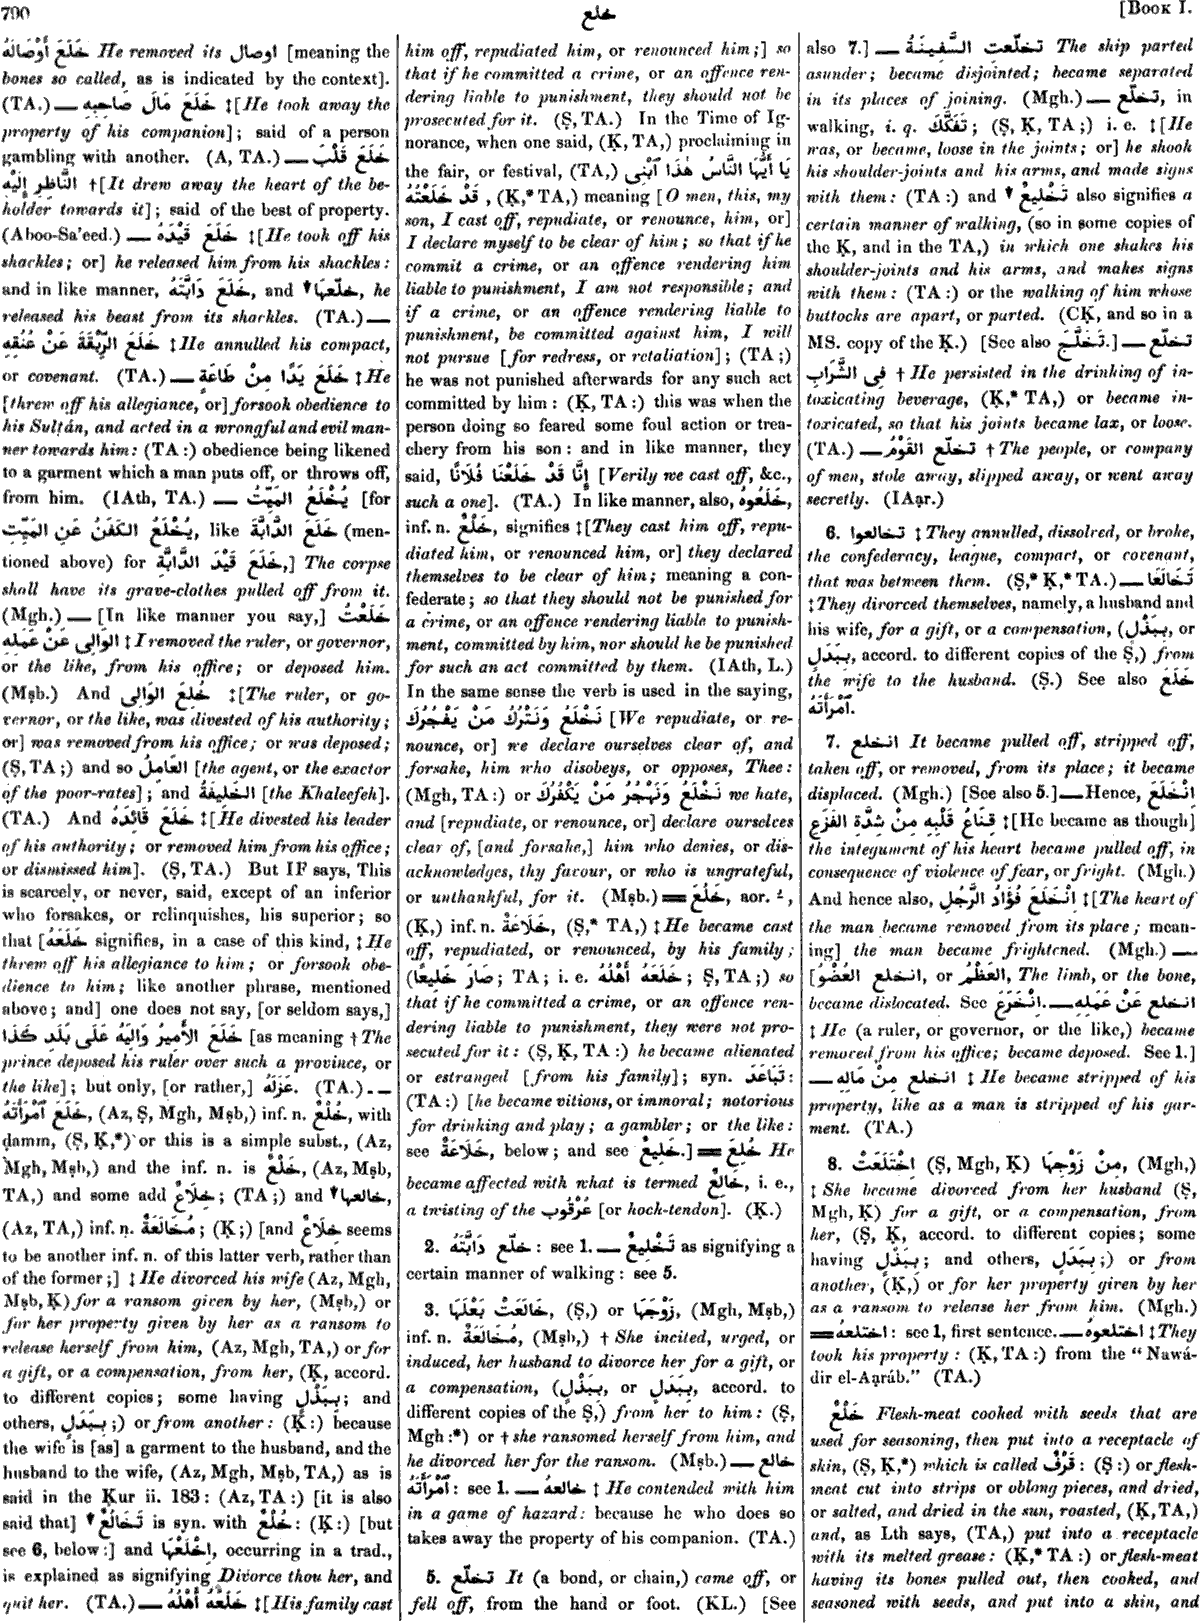 790
خلع
[BOOK I.
خَلَعَ أَوْصَالَهُ He removed its اوصال [meaning the
bones so called, as is indicated by the context].
(TA.) — خَلَعَ مَالَ صَاحِبِهِ ‡[He took away the
property of his companion]; said of a person
gambling with another. (A, TA.) — خَلَعَ قَلْبَ
النَّاظِرِ إِلَيْهِ †[It drew away the heart of the be-
holder towards it]; said of the best of property.
(Aboo-Sa'eed.) — خَلَعَ قَيْدَهُ ‡[He took off his
shackles; or] he released him from his shackles:
and in like manner, خَلَعَ دَابَّتَهُ, and ▼ خلّعها, he
released his beast from its shackles. (TA.) —
خَلَعَ الرِّبْقَةَ عَنْ عُنُقِهِ ‡He annulled his compact,
or covenant. (TA.) — خَلَعَ يَدًا مِنْ طَاعَةٍ ‡He
[threw off his allegiance, or] forsook obedience to
his Sulṭán, and acted in a wrongful and evil man-
ner towards him: (TA:) obedience being likened
to a garment which a man puts off, or throws off,
from him. (IAth, TA.) — يُخْلَعُ المَيِّتُ [for
يُخْلَعُ الكَفَنُ عَنِ المَيِّتِ, like خَلَعَ الدَّابَّةَ (men-
tioned above) for خَلَعَ قَيْدَ الدَّابَّةِ,] The corpse
shall have its grave-clothes pulled off from it.
(Mgh.) — [In like manner you say,] خَلَعْتُ
الوَالِىَ عَنْ عَمَلِهِ ‡I removed the ruler, or governor,
or the like, from his office; or deposed him.
(Mṣb.) And خُلِعَ الوَالِى ‡[The ruler, or go-
vernor, or the like, was divested of his authority;
or] was removed from his office; or was deposed;
(Ṣ, TA;) and so العَامِلُ [the agent, or the exactor
of the poor-rates]; and الخَلِيفَةُ [the Khaleefeh].
(TA.) And خَلَعَ قَائِدَهُ ‡[He divested his leader
of his authority; or removed him from his office;
or dismissed him]. (Ṣ, TA.) But IF says, This
is scarcely, or never, said, except of an inferior
who forsakes, or relinquishes, his superior; so
that [خَلَعَهُ signifies, in a case of this kind, ‡He
threw off his allegiance to him; or forsook obe-
dience to him; like another phrase, mentioned
above; and] one does not say, [or seldom says,]
خَلَعَ الأَمِيرُ وَالِيَهُ عَلَى بَلَدِ كَذَا [as meaning †The
prince deposed his ruler over such a province, or
the like]; but only, [or rather,] عَزَلَهُ. (TA.) —
خَلَعَ ٱمْرَأَتَهُ, (Az, Ṣ, Mgh, Mṣb,) inf. n. خُلْعٌ, with
ḍamm, (Ṣ, Ḳ,*) or this is a simple subst., (Az,
Mgh, Mṣb,) and the inf. n. is خَلْعٌ, (Az, Mṣb,
TA,) and some add خِلَاعٌ; (TA;) and ▼ خالعها,
(Az, TA,) inf. n. مُخَالَعَةٌ; (Ḳ;) [and خِلَاعٌ seems
to be another inf. n. of this latter verb, rather than
of the former;] ‡He divorced his wife (Az, Mgh,
Mṣb, Ḳ) for a ransom given by her, (Mṣb,) or
for her property given by her as a ransom to
release herself from him, (Az, Mgh, TA,) or for
a gift, or a compensation, from her, (Ḳ, accord.
to different copies; some having بِبَذْلٍ; and
others, بِبَدَلٍ;) or from another: (Ḳ:) because
the wife is [as] a garment to the husband, and the
husband to the wife, (Az, Mgh, Mṣb, TA,) as is
said in the Ḳur ii. 183: (Az, TA:) [it is also
said that] ▼ تَخَالُعٌ is syn. with خُلْعٌ: (Ḳ:) [but
see 6, below:] and اِخْلَعْهَا, occurring in a trad.,
is explained as signifying Divorce thou her, and
quit her. (TA.) — خَلَعَهُ أَهْلُهُ ‡[His family cast
him off, repudiated him, or renounced him;] so
that if he committed a crime, or an offence ren-
dering liable to punishment, they should not be
prosecuted for it. (Ṣ, TA.) In the Time of Ig-
norance, when one said, (Ḳ, TA,) proclaiming in
the fair, or festival, (TA,) يَا أَيُّهَا النَّاسُ هٰذَا ٱبْنِى
قَدْ خَلَعْتُهُ, (Ḳ,* TA,) meaning [O men, this, my
son, I cast off, repudiate, or renounce, him, or]
I declare myself to be clear of him; so that if he
commit a crime, or an offence rendering him
liable to punishment, I am not responsible; and
if a crime, or an offence rendering liable to
punishment, be committed against him, I will
not pursue [for redress, or retaliation]; (TA;)
he was not punished afterwards for any such act
committed by him: (Ḳ, TA:) this was when the
person doing so feared some foul action or trea-
chery from his son: and in like manner, they
said, إِنَّا قَدْ خَلَعْنَا فُلَانًا [Verily we cast off, &c.,
such a one]. (TA.) In like manner, also, خَلَعُوهُ,
inf. n. خَلْعٌ, signifies ‡[They cast him off, repu-
diated him, or renounced him, or] they declared
themselves to be clear of him; meaning a con-
federate; so that they should not be punished for
a crime, or an offence rendering liable to punish-
ment, committed by him, nor should he be punished
for such an act committed by them. (IAth, L.)
In the same sense the verb is used in the saying,
نَخْلَعُ وَنَتْرُكُ مَنْ يَفْجُرُكَ [We repudiate, or re-
nounce, or] we declare ourselves clear of, and
forsake, him who disobeys, or opposes, Thee:
(Mgh, TA:) or نَخْلَعُ وَنَهْجُرُ مَنْ يَكْفُرُكَ we hate,
and [repudiate, or renounce, or] declare ourselves
clear of, [and forsake,] him who denies, or dis-
acknowledges, thy favour, or who is ungrateful,
or unthankful, for it. (Mṣb.) = خَلُعَ, aor. ـُ,
(Ḳ,) inf. n. خَلَاعَةٌ, (Ṣ,* TA,) ‡He became cast
off, repudiated, or renounced, by his family;
(صَارَ خَلِيعًا; TA; i. e. خَلَعَهُ أَهْلُهُ; Ṣ, TA;) so
that if he committed a crime, or an offence ren-
dering liable to punishment, they were not pro-
secuted for it: (Ṣ, Ḳ, TA:) he became alienated
or estranged [from his family]; syn. تَبَاعَدَ:
(TA:) [he became vitious, or immoral; notorious
for drinking and play; a gambler; or the like:
see خَلَاعَةٌ, below; and see خَلِيعٌ.] = خُلِعَ He
became affected with what is termed خَالِعٌ, i. e.,
a twisting of the عُرْقُوب [or hoch-tendon]. (Ḳ.)
2. خلّع دَابَّتَهُ: see 1. — تَخْلِيعٌ as signifying a
certain manner of walking: see 5.
3. خَالَعَتْ بَعْلَهَا, (Ṣ,) or زَوْجَهَا, (Mgh, Mṣb,)
inf. n. مُخَالَعَةٌ, (Mṣb,) †She incited, urged, or
induced, her husband to divorce her for a gift, or
a compensation, (بِبَذْلٍ, or بِبَدَلٍ, accord. to
different copies of the Ṣ,) from her to him: (Ṣ,
Mgh:*) or †she ransomed herself from him, and
he divorced her for the ransom. (Mṣb.) — خالع
ٱمْرَأَتَهُ: see 1. — خالعهُ ‡He contended with him
in a game of hazard: because he who does so
takes away the property of his companion. (TA.)
5. تخلّع It (a bond, or chain,) came off, or
fell off, from the hand or foot. (KL.) [See
also 7.] — تخلّعت السَّفِينَةُ The ship parted
asunder; became disjointed; became separated
in its places of joining. (Mgh.) — تخلّع, in
walking, i. q. تَفَكَّكَ; (Ṣ, Ḳ, TA;) i. e. ‡[He
was, or became, loose in the joints; or] he shook
his shoulder-joints and his arms, and made signs
with them: (TA:) and ▼ تَخْلِيعٌ also signifies a
certain manner of walking, (so in some copies of
the Ḳ, and in the TA,) in which one shakes his
shoulder-joints and his arms, and makes signs
with them: (TA:) or the walking of him whose
buttocks are apart, or parted. (CḲ, and so in a
MS. copy of the Ḳ.) [See also تَخَلَّجَ.] — تخلّع
فِى الشَّرَابِ †He persisted in the drinking of in-
toxicating beverage, (Ḳ,* TA,) or became in-
toxicated, so that his joints became lax, or loose.
(TA.) — تخلّع القَوْمُ †The people, or company
of men, stole away, slipped away, or went away
secretly. (IAạr.)
6. تخالعوا ‡They annulled, dissolved, or broke,
the confederacy, league, compact, or covenant,
that was between them. (Ṣ,* Ḳ,* TA.) — تَخَالَعَا
‡They divorced themselves, namely, a husband and
his wife, for a gift, or a compensation, (بِبَذْلٍ, or
بِبَدَلٍ, accord. to different copies of the Ṣ,) from
the wife to the husband. (Ṣ.) See also خَلَعَ
ٱمْرَأَتَهُ.
7. انخلع It became pulled off, stripped off,
taken off, or removed, from its place; it became
displaced. (Mgh.) [See also 5.] — Hence, اِنْخَلَعَ
قِنَاعُ قَلْبِهِ مِنْ شِدَّةِ الفَزَعِ ‡[He became as though]
the integument of his heart became pulled off, in
consequence of violence of fear, or fright. (Mgh.)
And hence also, اِنْخَلَعَ فُؤَادُ الرَّجُلِ ‡[The heart of
the man became removed from its place; mean-
ing] the man became frightened. (Mgh.) —
[انخلع العُضْوُ, or العَظْمُ, The limb, or the bone,
became dislocated. See اِنْخَزَعَ. — انخلع عَنْ عَمَلِهِ
‡He (a ruler, or governor, or the like,) became
removed from his office; became deposed. See 1.]
— انخلع مِنْ مَالِهِ ‡He became stripped of his
property, like as a man is stripped of his gar-
ment. (TA.)
8. اِخْتَلَعَتْ (Ṣ, Mgh, Ḳ) مِنْ زَوْجِهَا, (Mgh,)
‡She became divorced from her husband (Ṣ,
Mgh, Ḳ) for a gift, or a compensation, from
her, (Ṣ, Ḳ, accord. to different copies; some
having بِبَذْلٍ; and others, بِبَدَلٍ;) or from
another, (Ḳ,) or for her property given by her
as a ransom to release her from him. (Mgh.)
= اختلعهُ: see 1, first sentence. — اختلعوهُ ‡They
took his property: (Ḳ, TA:) from the "Nawá-
dir el-Aạráb." (TA.)
خَلْعٌ Flesh-meat cooked with seeds that are
used for seasoning, then put into a receptacle of
skin, (Ṣ, Ḳ,*) which is called قَرْفٌ: (Ṣ:) or flesh-
meat cut into strips or oblong pieces, and dried,
or salted, and dried in the sun, roasted, (Ḳ, TA,)
and, as Lth says, (TA,) put into a receptacle
with its melted grease: (Ḳ,* TA:) or flesh-meat
having its bones pulled out, then cooked, and
seasoned with seeds, and put into a skin, and